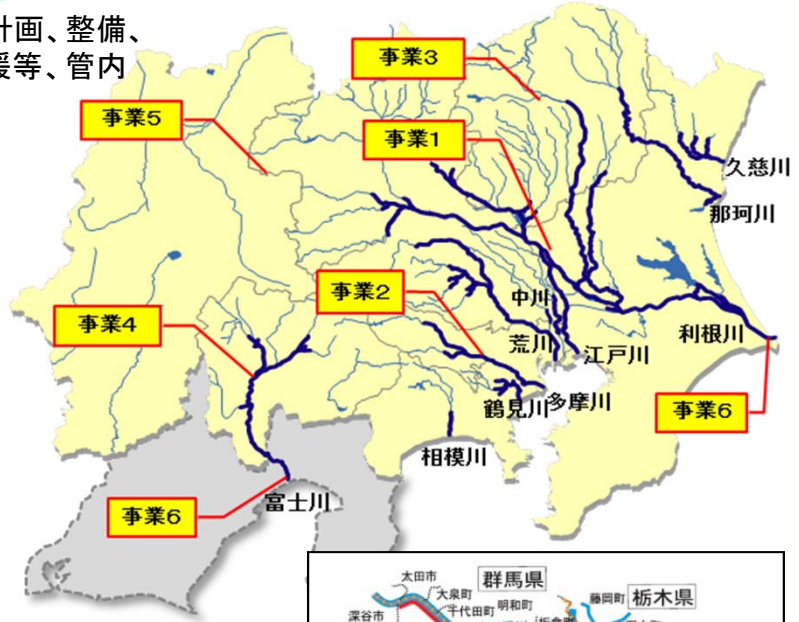 計画、整備、
援等、管内
事業3
事業5
事業1
久慈川
那珂川
事業2
中川
事業4
利根川
荒川
江戸川
鶴見川
多摩川
事業6
相模川
富士川
事業6
太田市
群馬県
大泉町
藤岡町
栃木県
千代田町
明和町
深谷市
板倉町